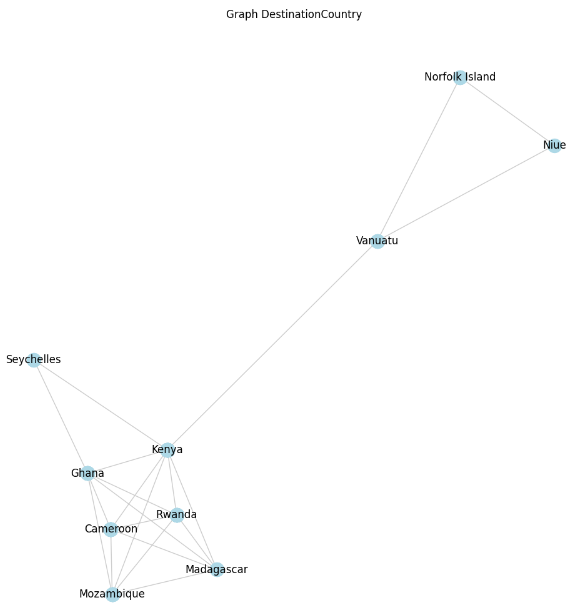 Graph DestinationCountry
Norfolk Island
Niue
Vanuatu
Seychelles
Kenya
Ghana
Rwanda
Cameroon
Madagascar
Mozambique